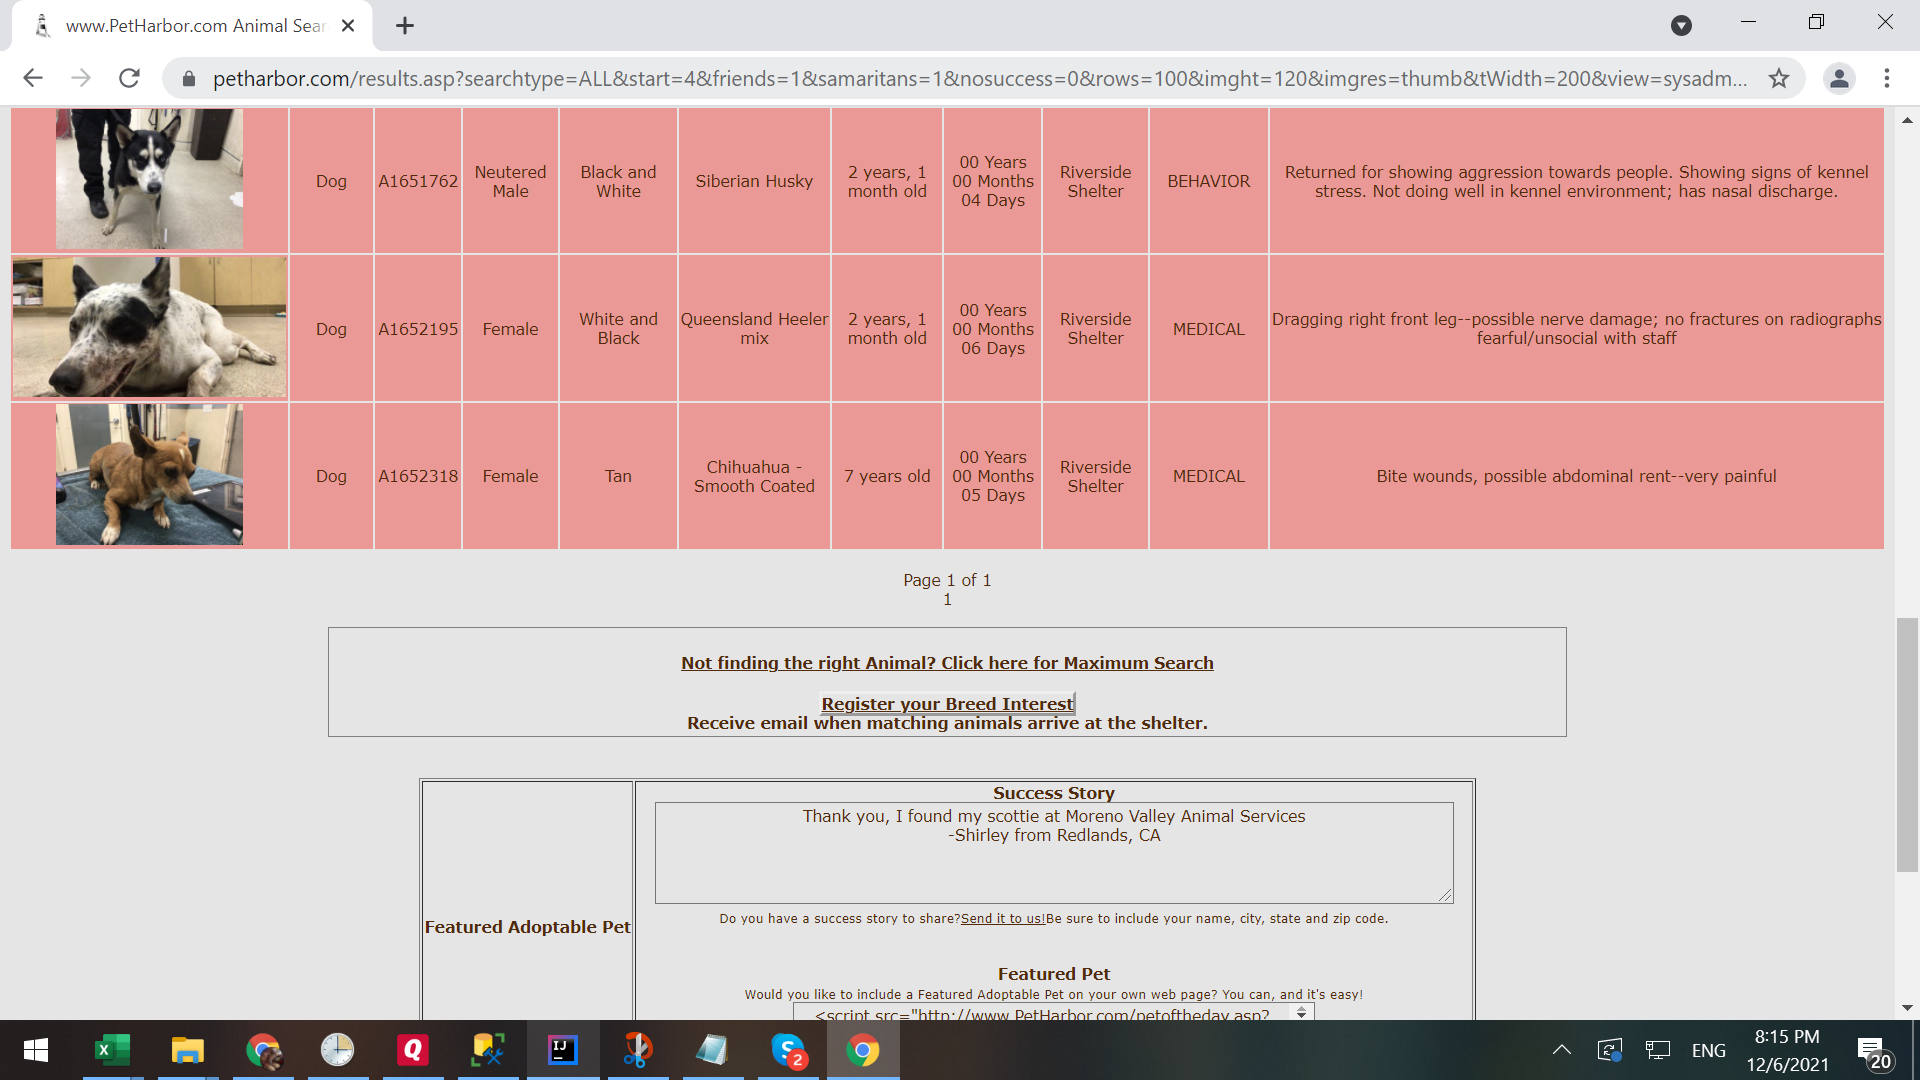 www.PetHarbor.com Animal Sear
petharbor.com/results.asp?searchtype=ALL&start=4&friends=1&samaritans=1&nosuccess=0&rows=100&imght=120&imgres=thumb&tWidth=200&view=sysadm...
Dog
A1651762
Neutered
Male
Black and
White
Siberian Husky
2 years, 1
month old
00 Years
00 Months
04 Days
Riverside
Shelter
BEHAVIOR
Returned for showing aggression towards people. Showing signs of kennel
stress. Not doing well in kennel environment; has nasal discharge.
Dog
A1652195
Female
White and
Black
Queensland Heeler
mix
2 years, 1
month old
00 Years
00 Months
06 Days
Riverside
Shelter
MEDICAL
Dragging right front leg--possible nerve damage; no fractures on radiographs
fearful/unsocial with staff
Dog
A1652318
Female
Tan
Chihuahua -
Smooth Coated
7 years old
00 Years
00 Months
05 Days
Riverside
Shelter
MEDICAL
Bite wounds, possible abdominal rent--very painful
Page 1 of 1
1
Not finding the right Animal? Click here for Maximum Search
Register your Breed Interest
Receive email when matching animals arrive at the shelter.
Featured Adoptable Pet
Success Story
Thank you, I found my scottie at Moreno Valley Animal Services
-Shirley from Redlands, CA
Do you have a success story to share?Send it to us!Be sure to include your name, city, state and zip code.
Featured Pet
Would you like to include a Featured Adoptable Pet on your own web page? You can, and it's easy!
<script src="http://www.PetHarbor.com/petoftheday.asp?
X
Q
IJ
S
2
ENG
8:15 PM
12/6/2021
20